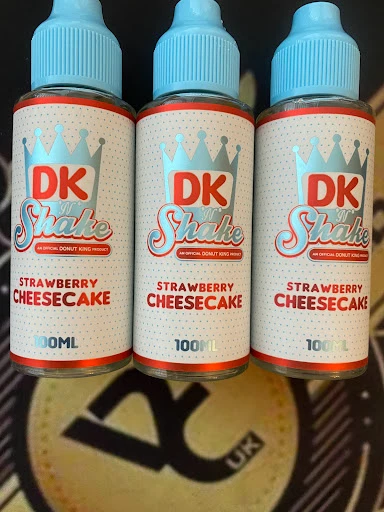 DK
'N'
Shake
AN OFFICIAL DONUT KING PRODUCT
STRAWBERRY
CHEESECAKE
100ML
DK
'N'
Shake
AN OFFICIAL DONUT KING PRODUCT
STRAWBERRY
CHEESECAKE
100ML
DK
'N'
Shake
AN OFFICIAL DONUT KING PRODUCT
STRAWBERRY
CHEESECAKE
100ML
UK